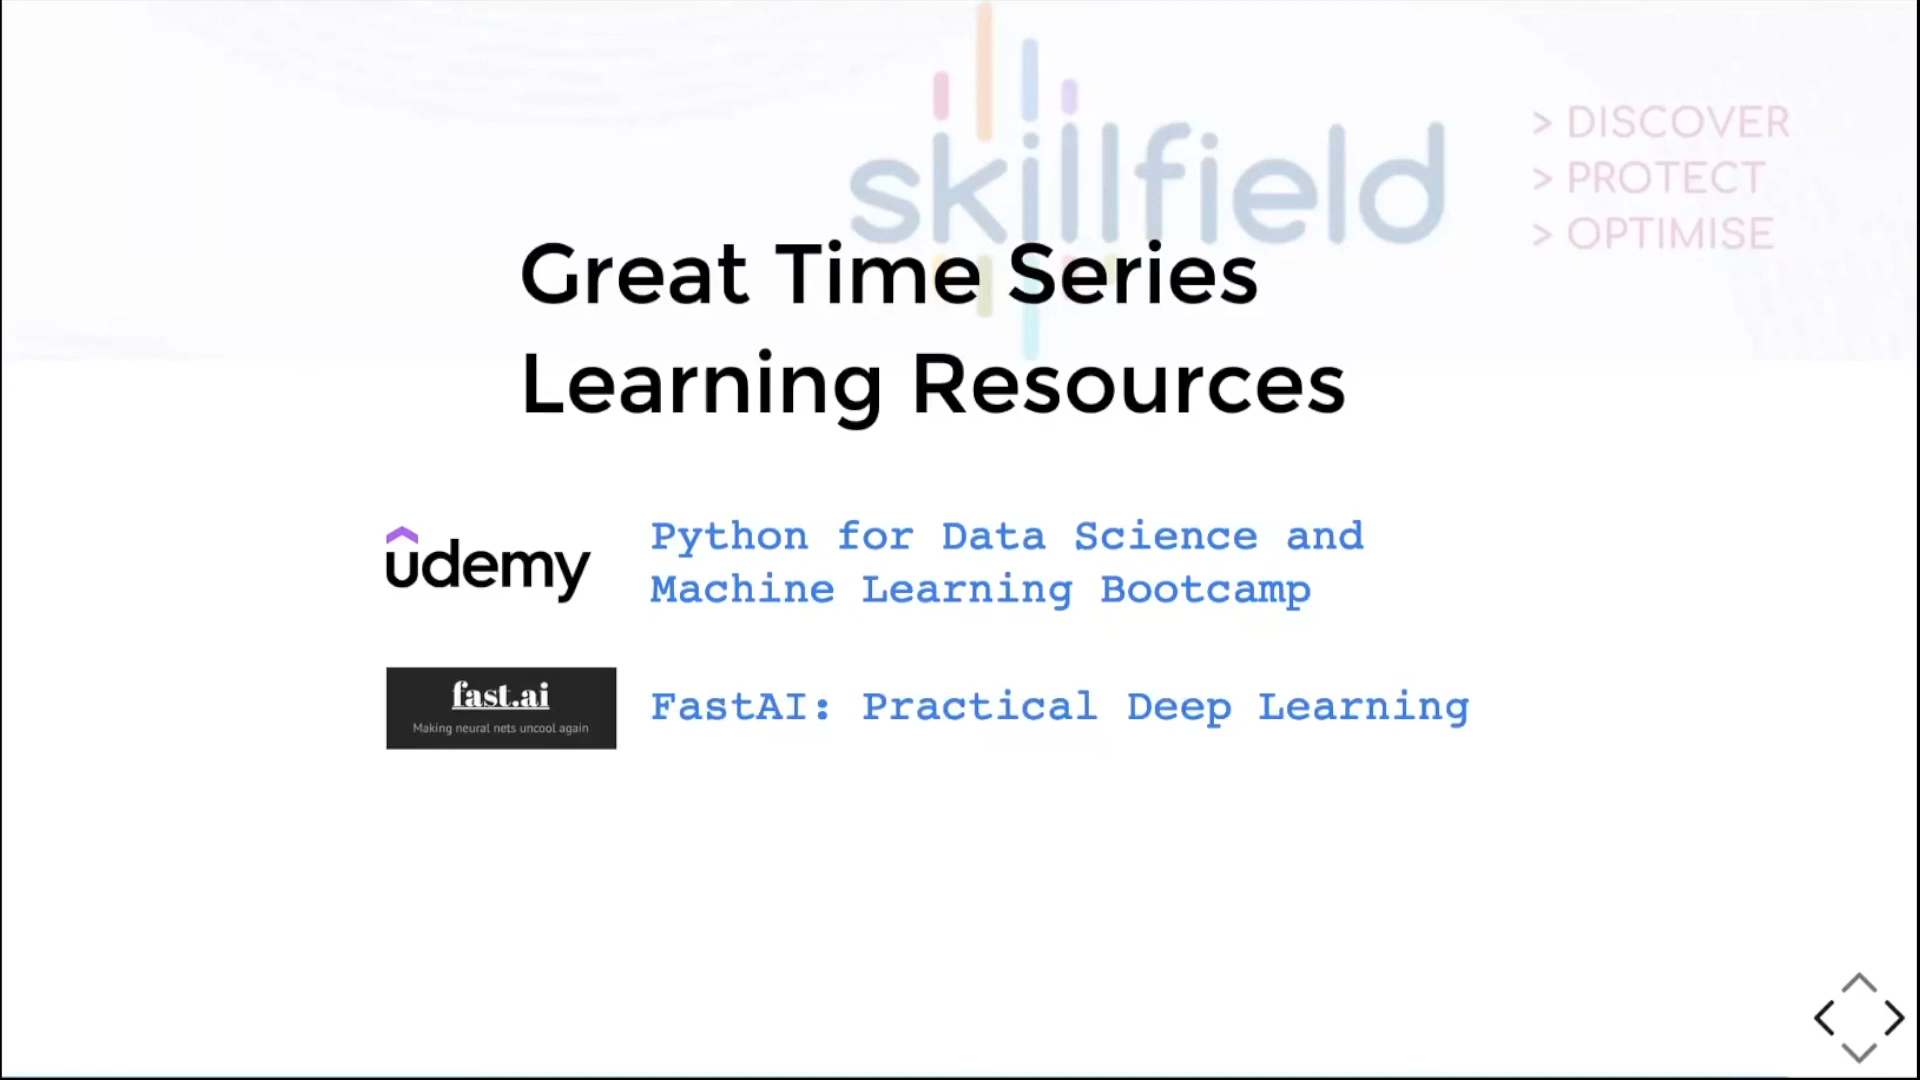 skillfield
> DISCOVER
> PROTECT
> OPTIMISE
Great Time Series
Learning Resources
udemy
Python for Data Science and
Machine Learning Bootcamp
fast.ai
Making neural nets uncool again
FastAI: Practical Deep Learning